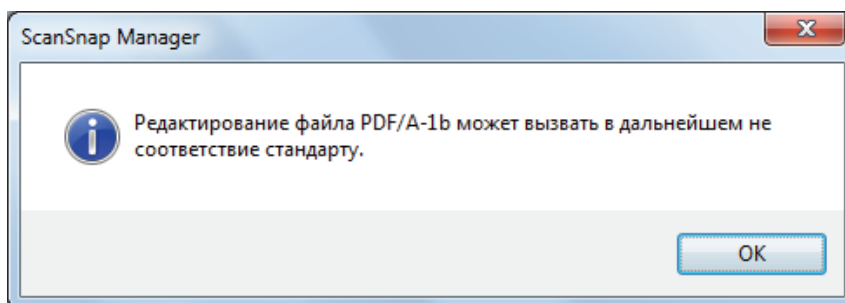 ScanSnap Manager
Редактирование файла PDF/A-1b может вызвать в дальнейшем не
соответствие стандарту.
OK